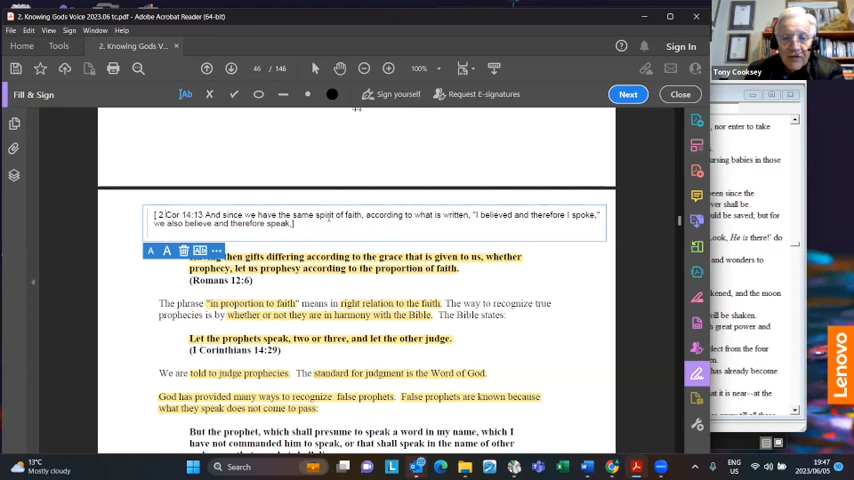 2. Knowing Gods Voice 2023.06 tc.pdf - Adobe Acrobat Reader (64-bit)
File Edit View Sign Window Help
Home Tools 2. Knowing Gods Voice ... × Sign In
46 / 146 100%
Fill & Sign Ab Sign yourself Request E-signatures Next Close
Tony Cooksey
44
[ 2 Cor 14:13 And since we have the same spirit of faith, according to what is written, "I believed and therefore I spoke,"
we also believe and therefore speak,]
A A Ab ...
then gifts differing according to the grace that is given to us, whether
prophecy, let us prophesy according to the proportion of faith.
(Romans 12:6)
The phrase "in proportion to faith" means in right relation to the faith. The way to recognize true
prophecies is by whether or not they are in harmony with the Bible. The Bible states:
Let the prophets speak, two or three, and let the other judge.
(I Corinthians 14:29)
We are told to judge prophecies. The standard for judgment is the Word of God.
God has provided many ways to recognize false prophets. False prophets are known because
what they speak does not come to pass:
But the prophet, which shall presume to speak a word in my name, which I
have not commanded him to speak, or that shall speak in the name of other
, nor enter to take
ursing babies in those
been since the
ver shall be.
ould be saved; but for
Look, He is there!' do
and wonders to
kened, and the moon
will be shaken.
ith great power and
elect from the four
has already become
at it is near--at the
Lenovo
13°C
Mostly cloudy
Search
ENG
US
19:47
2023/06/05